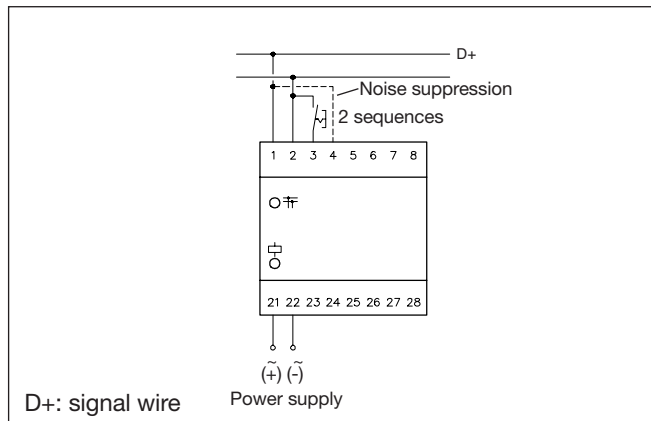 D+
Noise suppression
2 sequences
1 2 3 4 5 6 7 8
21 22 23 24 25 26 27 28
(+) (-)
~ ~
D+: signal wire
Power supply